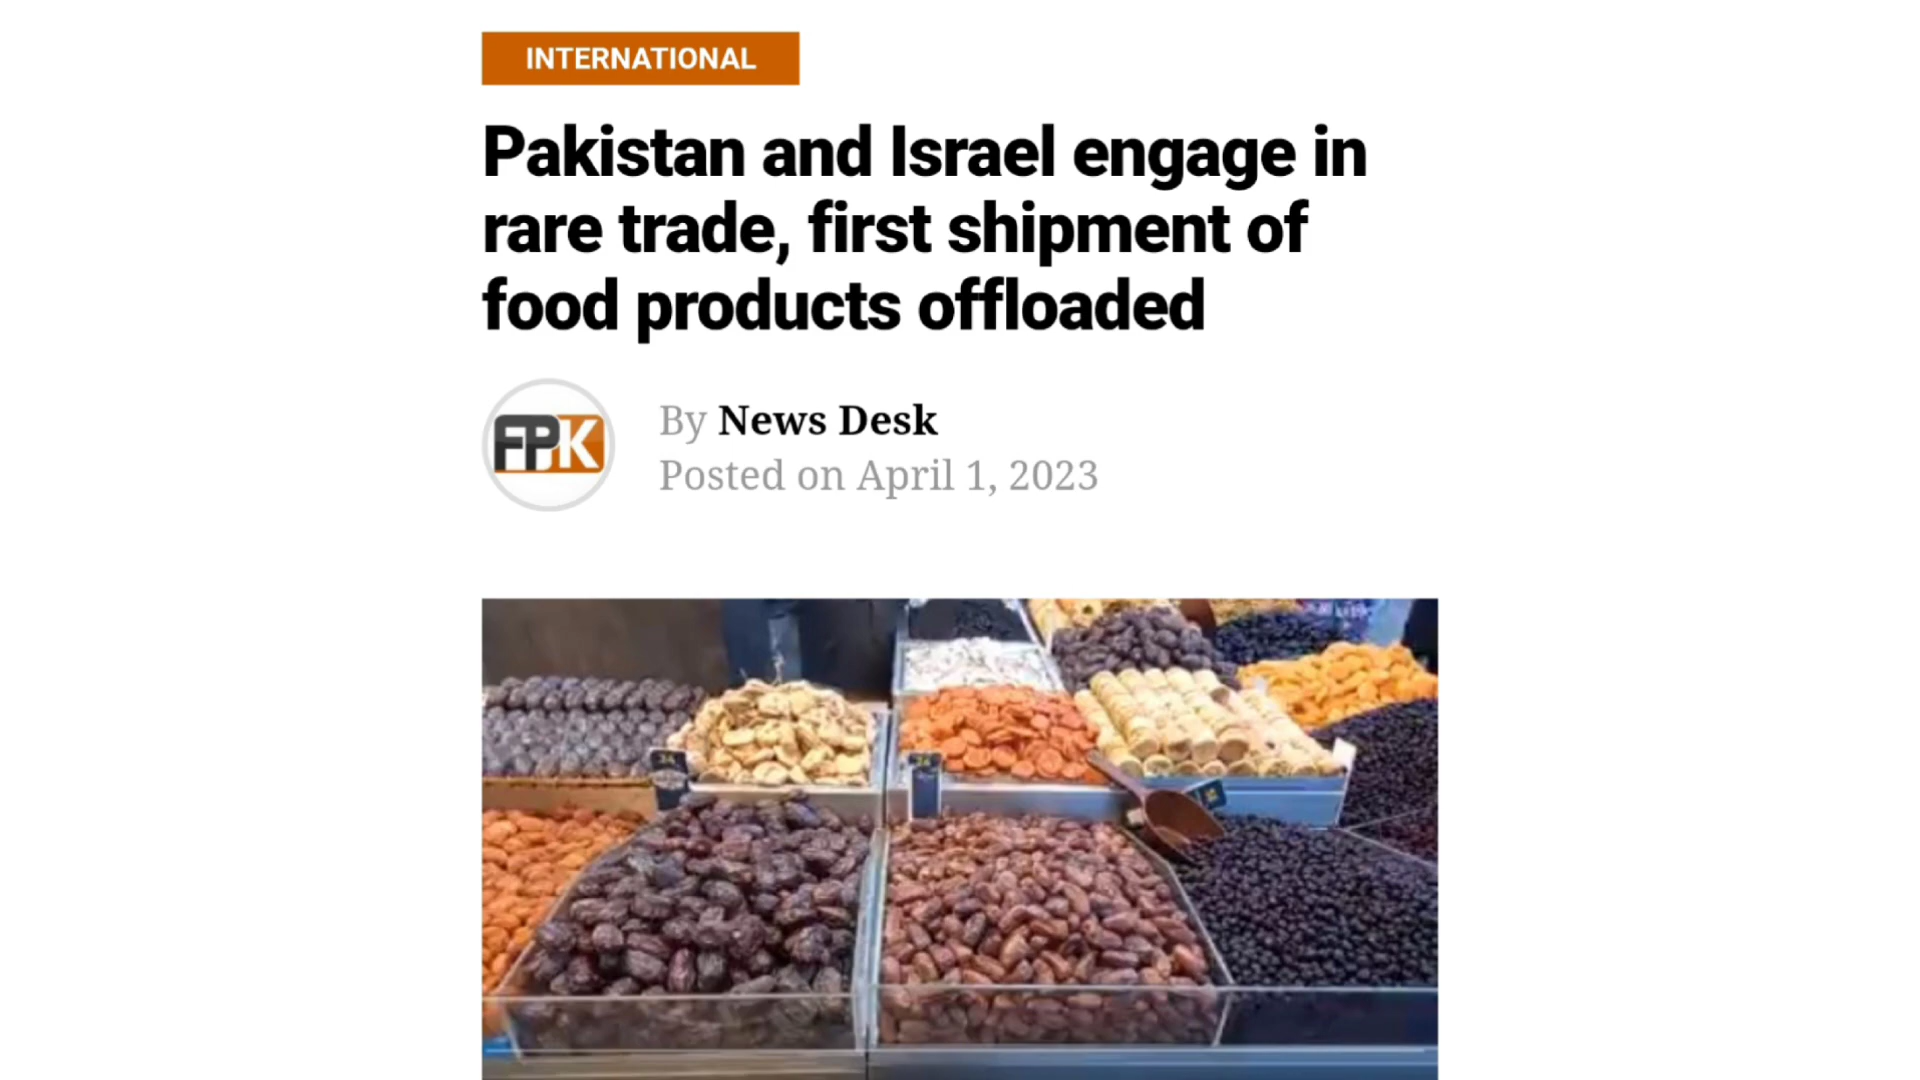 INTERNATIONAL
Pakistan and Israel engage in
rare trade, first shipment of
food products offloaded
FPK
By News Desk
Posted on April 1, 2023